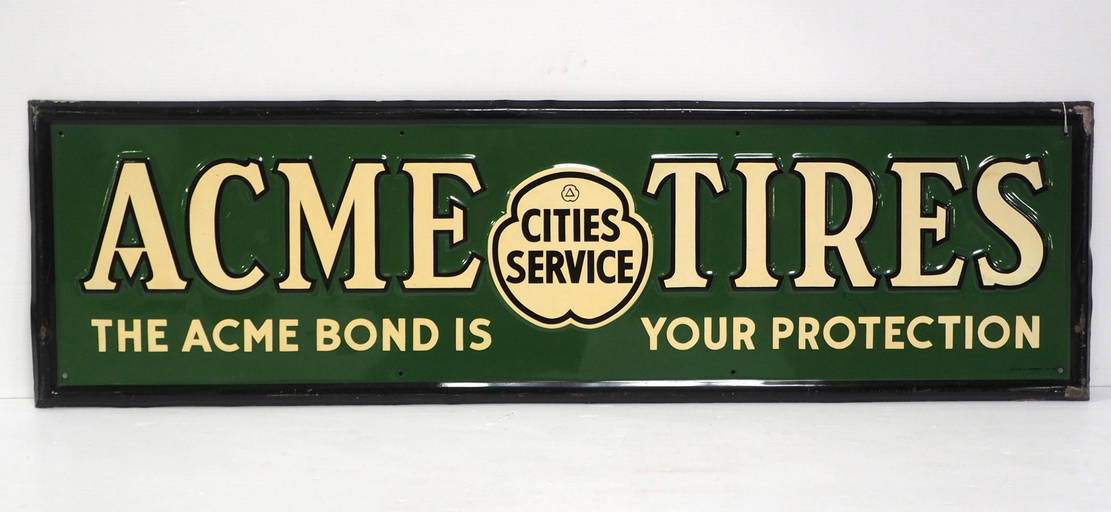 ACME TIRES
CITIES
SERVICE
THE ACME BOND IS YOUR PROTECTION